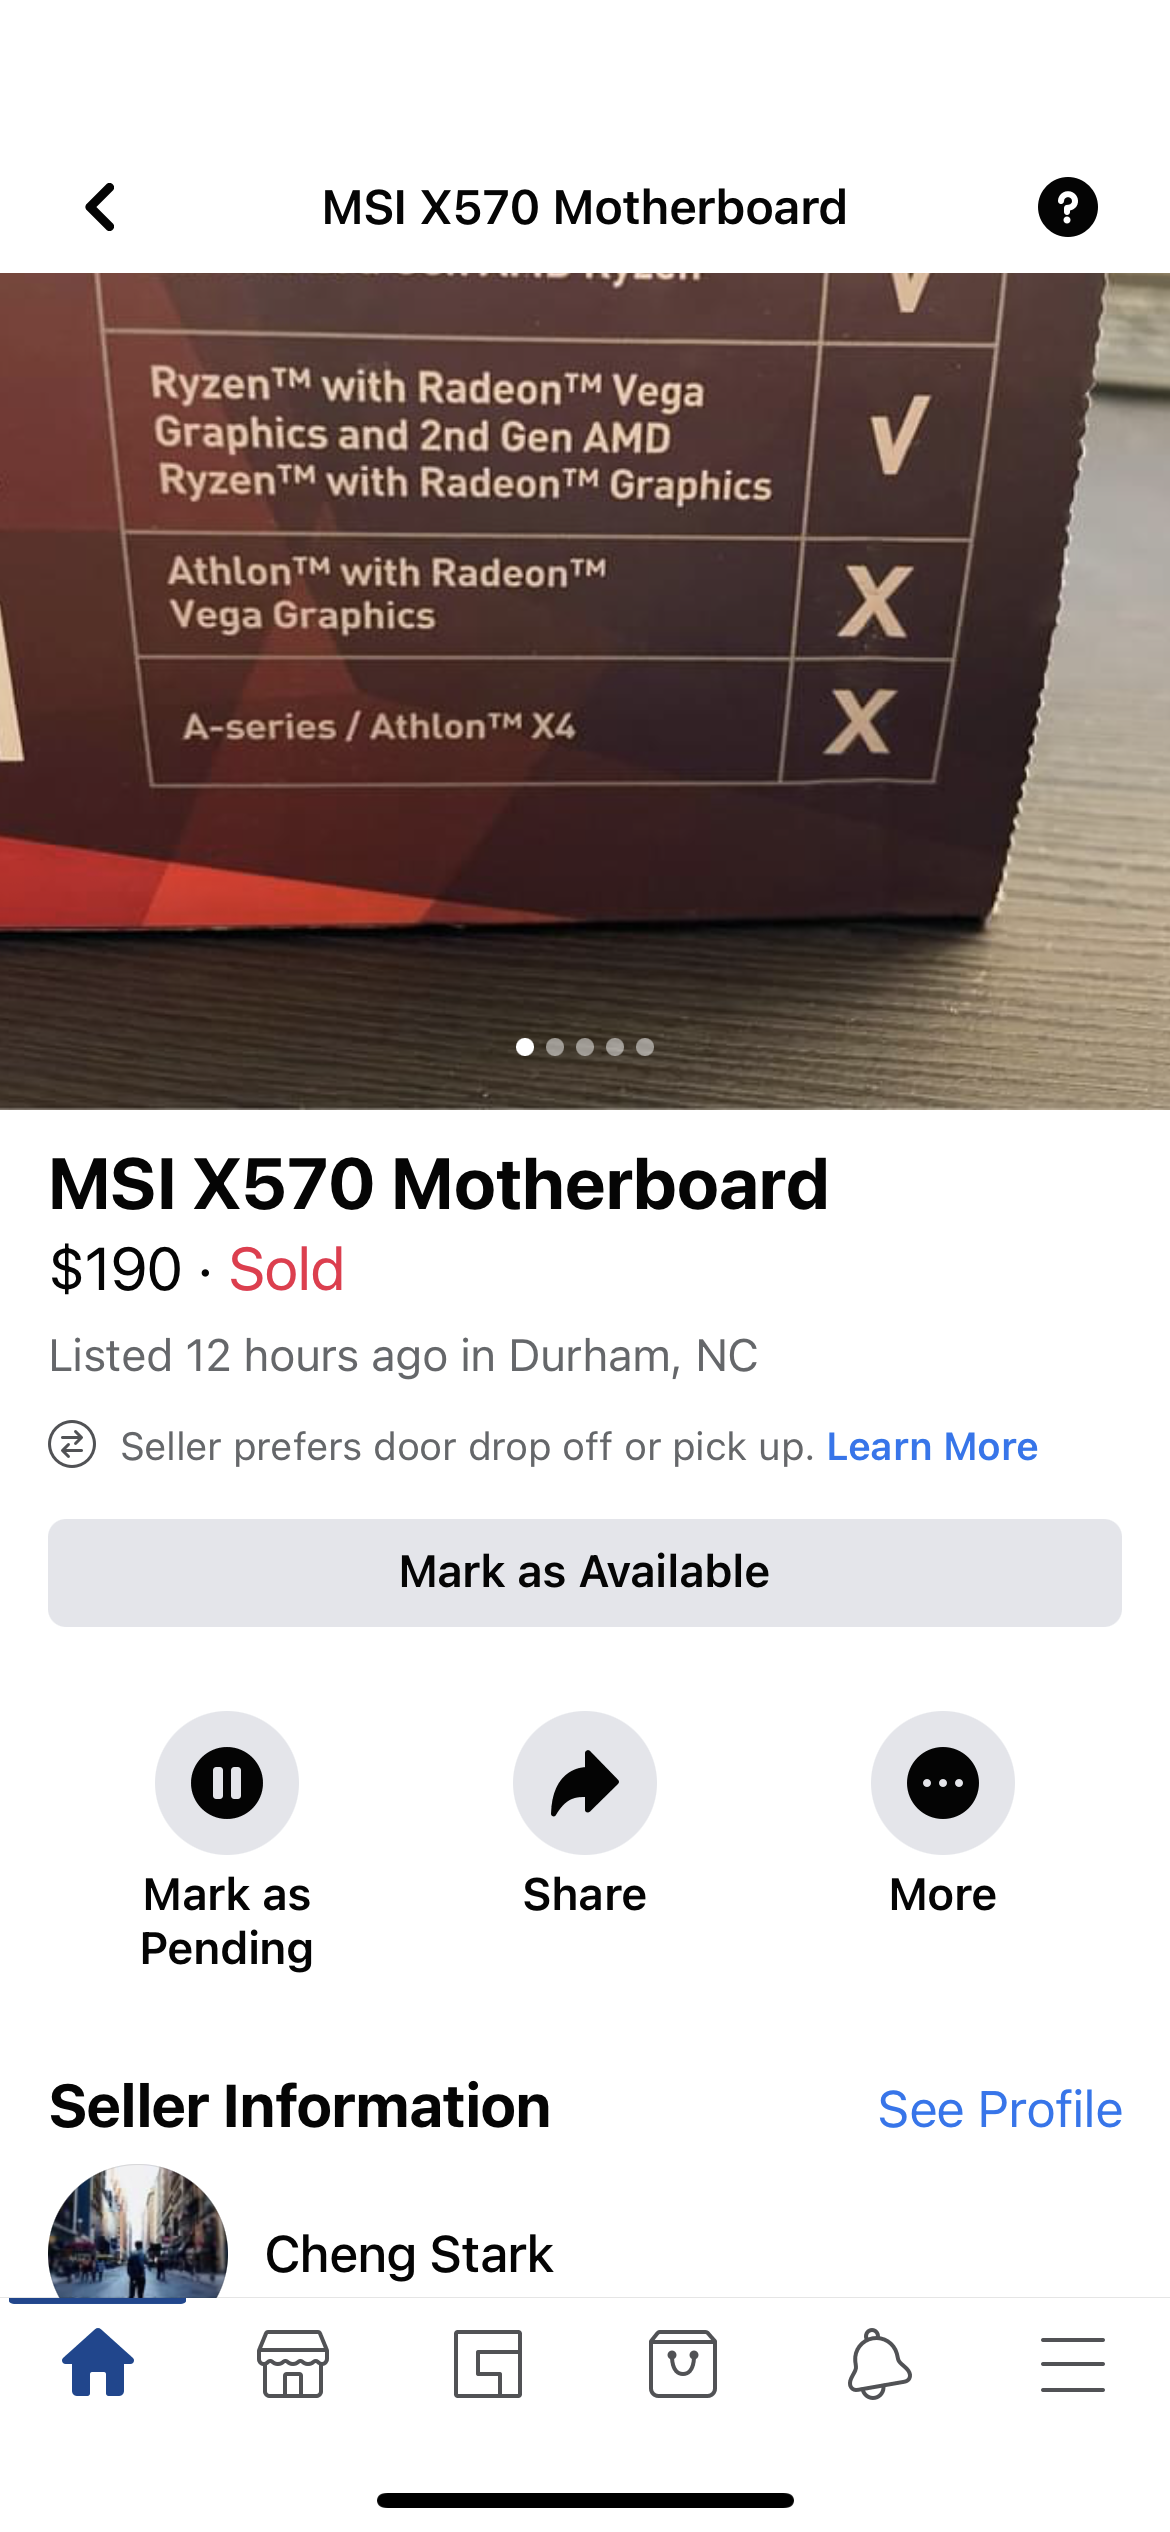 MSI X570 Motherboard
Ryzen™ with Radeon™ Vega
Graphics and 2nd Gen AMD
Ryzen™ with Radeon™ Graphics
Athlon™ with Radeon™
Vega Graphics
X
A-series / Athlon™ X4
X
MSI X570 Motherboard
$190 · Sold
Listed 12 hours ago in Durham, NC
Seller prefers door drop off or pick up. Learn More
Mark as Available
Mark as
Pending
Share
More
Seller Information
See Profile
Cheng Stark